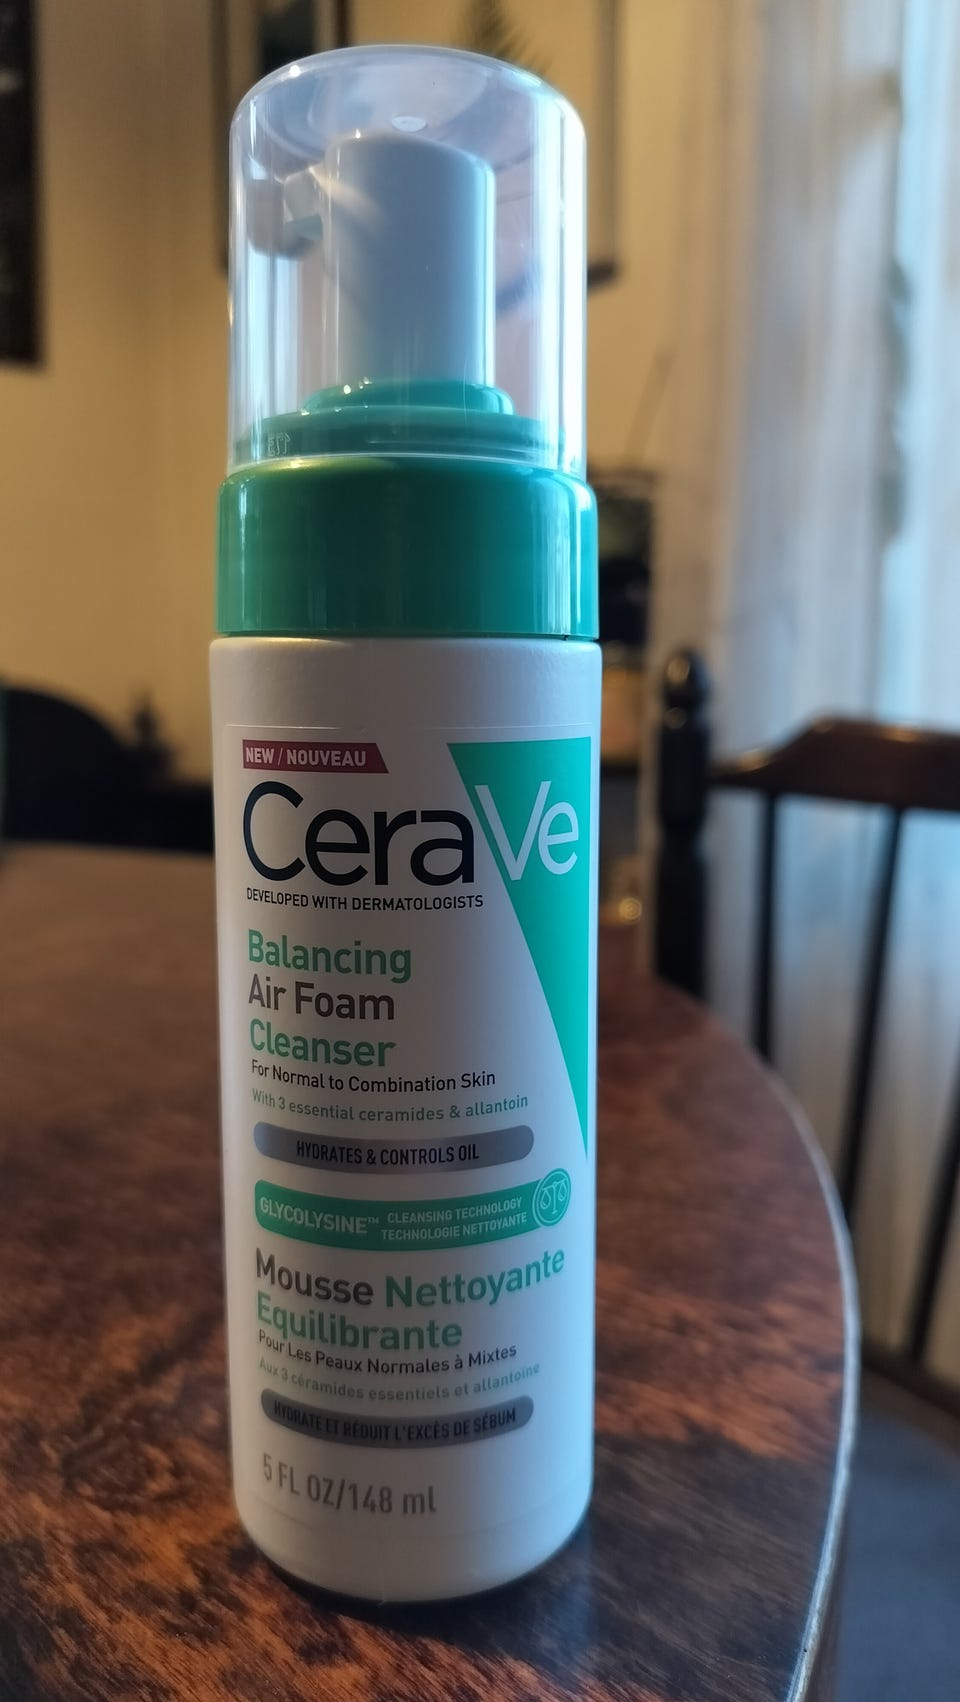 NEW / NOUVEAU
CeraVe
DEVELOPED WITH DERMATOLOGISTS
Balancing
Air Foam
Cleanser
For Normal to Combination Skin
With 3 essential ceramides & allantoin
HYDRATES & CONTROLS OIL
GLYCOLYSINE™ CLEANSING TECHNOLOGY
TECHNOLOGIE NETTOYANTE
Mousse Nettoyante
Equilibrante
Pour Les Peaux Normales à Mixtes
Aux 3 céramides essentiels et allantoïne
HYDRATE ET RÉDUIT L'EXCÈS DE SÉBUM
5 FL OZ/148 ml